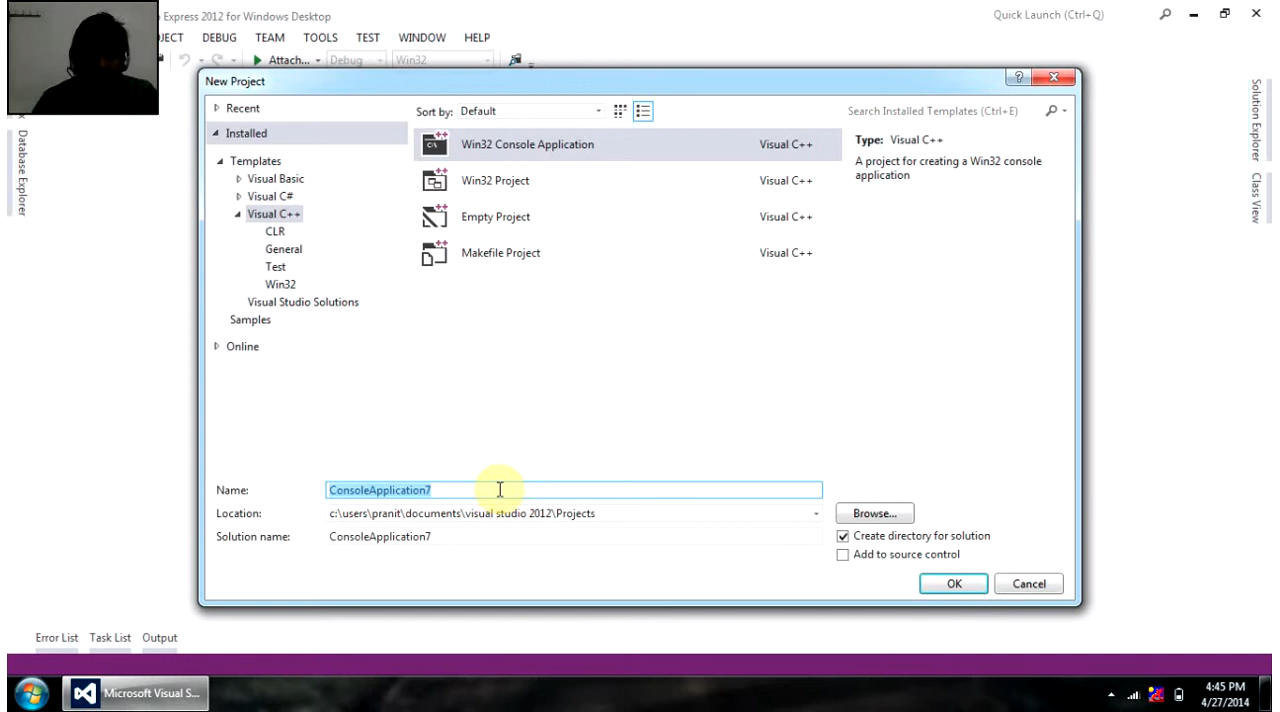 Express 2012 for Windows Desktop
Quick Launch (Ctrl+Q)
JECT DEBUG TEAM TOOLS TEST WINDOW HELP
Attach... Debug Win32
New Project
Recent
Sort by: Default
Search Installed Templates (Ctrl+E)
Installed
Templates
Visual Basic
Visual C#
Visual C++
CLR
General
Test
Win32
Visual Studio Solutions
Samples
Online
Win32 Console Application Visual C++
Win32 Project Visual C++
Empty Project Visual C++
Makefile Project Visual C++
Type: Visual C++
A project for creating a Win32 console
application
Name: ConsoleApplication7
Location: c:\users\pranit\documents\visual studio 2012\Projects
Browse...
Solution name: ConsoleApplication7
Create directory for solution
Add to source control
OK Cancel
Database Explorer
Solution Explorer
Class View
Error List Task List Output
Microsoft Visual S...
4:45 PM
4/27/2014